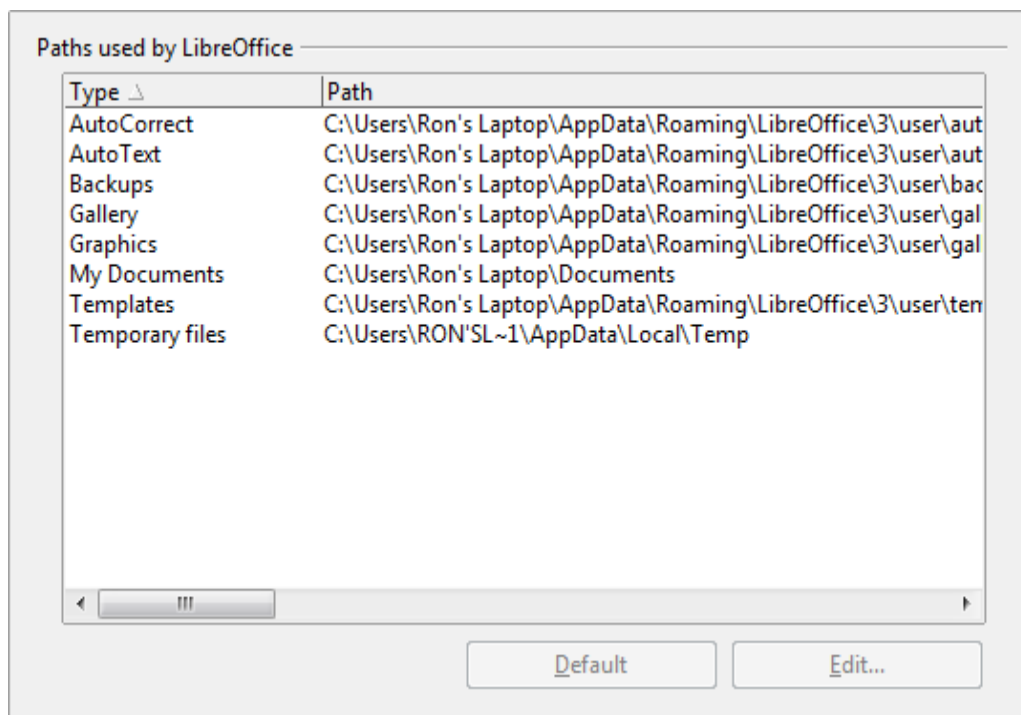 Paths used by LibreOffice
Type Path
AutoCorrect C:\Users\Ron's Laptop\AppData\Roaming\LibreOffice\3\user\aut
AutoText C:\Users\Ron's Laptop\AppData\Roaming\LibreOffice\3\user\aut
Backups C:\Users\Ron's Laptop\AppData\Roaming\LibreOffice\3\user\bac
Gallery C:\Users\Ron's Laptop\AppData\Roaming\LibreOffice\3\user\gal
Graphics C:\Users\Ron's Laptop\AppData\Roaming\LibreOffice\3\user\gal
My Documents C:\Users\Ron's Laptop\Documents
Templates C:\Users\Ron's Laptop\AppData\Roaming\LibreOffice\3\user\tem
Temporary files C:\Users\RON'SL~1\AppData\Local\Temp
Default Edit...